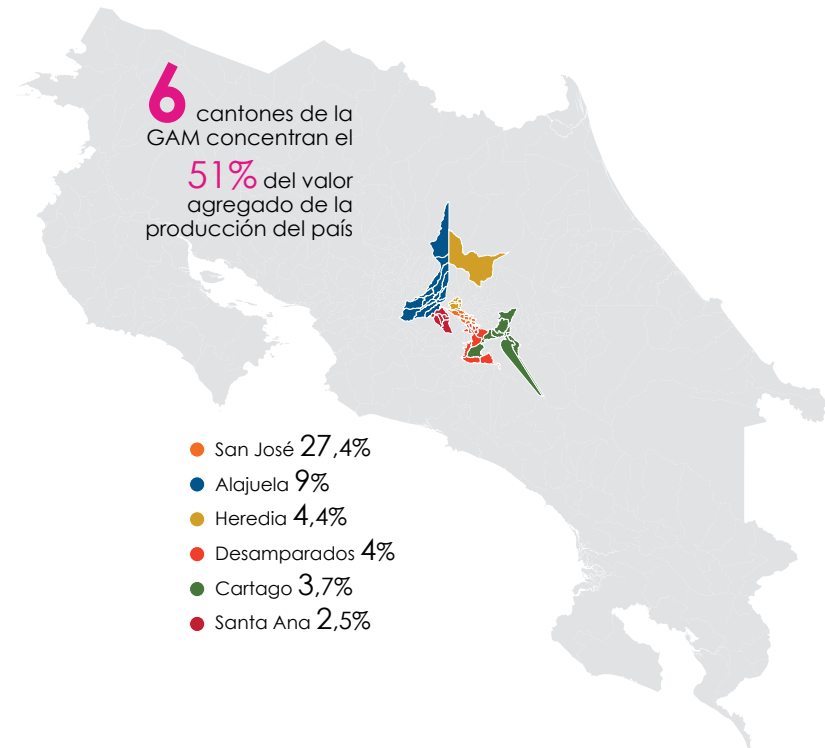 6 cantones de la
GAM concentran el
51% del valor
agregado de la
producción del país
San José 27,4%
Alajuela 9%
Heredia 4,4%
Desamparados 4%
Cartago 3,7%
Santa Ana 2,5%